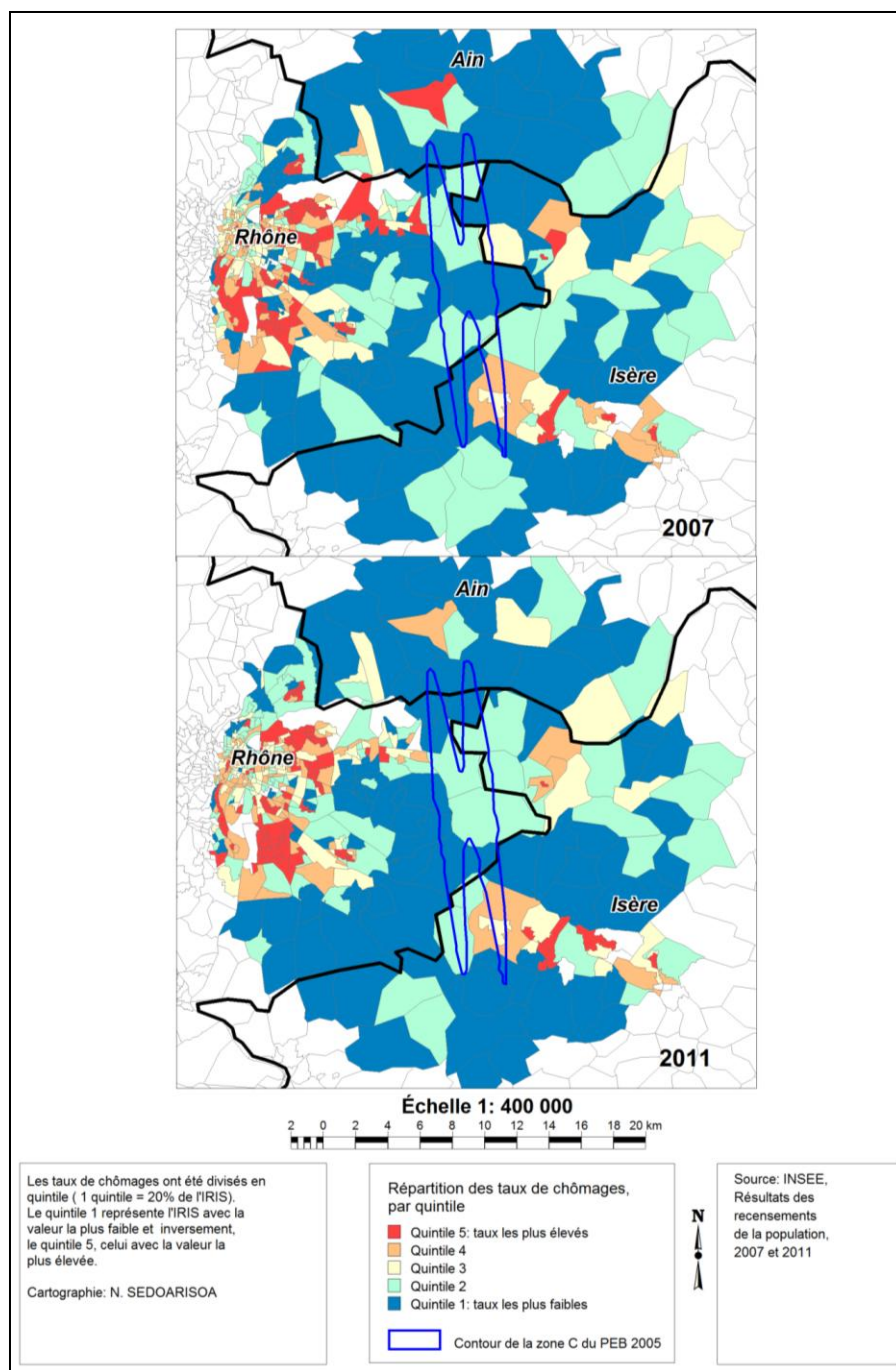 Ain
Rhône
Isère
2007
Ain
Rhône
Isère
2011
Échelle 1: 400 000
2 0 2 4 6 8 10 12 14 16 18 20 km
Les taux de chômages ont été divisés en
quintile ( 1 quintile = 20% de l'IRIS).
Le quintile 1 représente l'IRIS avec la
valeur la plus faible et inversement,
le quintile 5, celui avec la valeur la
plus élevée.
Cartographie: N. SEDOARISOA
Répartition des taux de chômages,
par quintile
Quintile 5: taux les plus élevés
Quintile 4
Quintile 3
Quintile 2
Quintile 1: taux les plus faibles
Contour de la zone C du PEB 2005
N
Source: INSEE,
Résultats des
recensements
de la population,
2007 et 2011